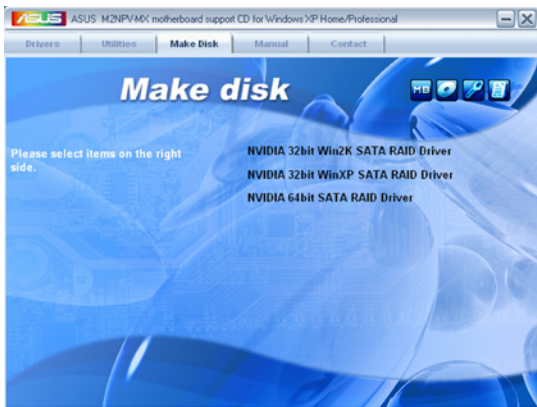 ASUS ASUS M2NPV-MX motherboard support CD for Windows XP Home/Professional
Drivers Utilities Make Disk Manual Contact
Make disk
MB
Please select items on the right
side.
NVIDIA 32bit Win2K SATA RAID Driver
NVIDIA 32bit WinXP SATA RAID Driver
NVIDIA 64bit SATA RAID Driver